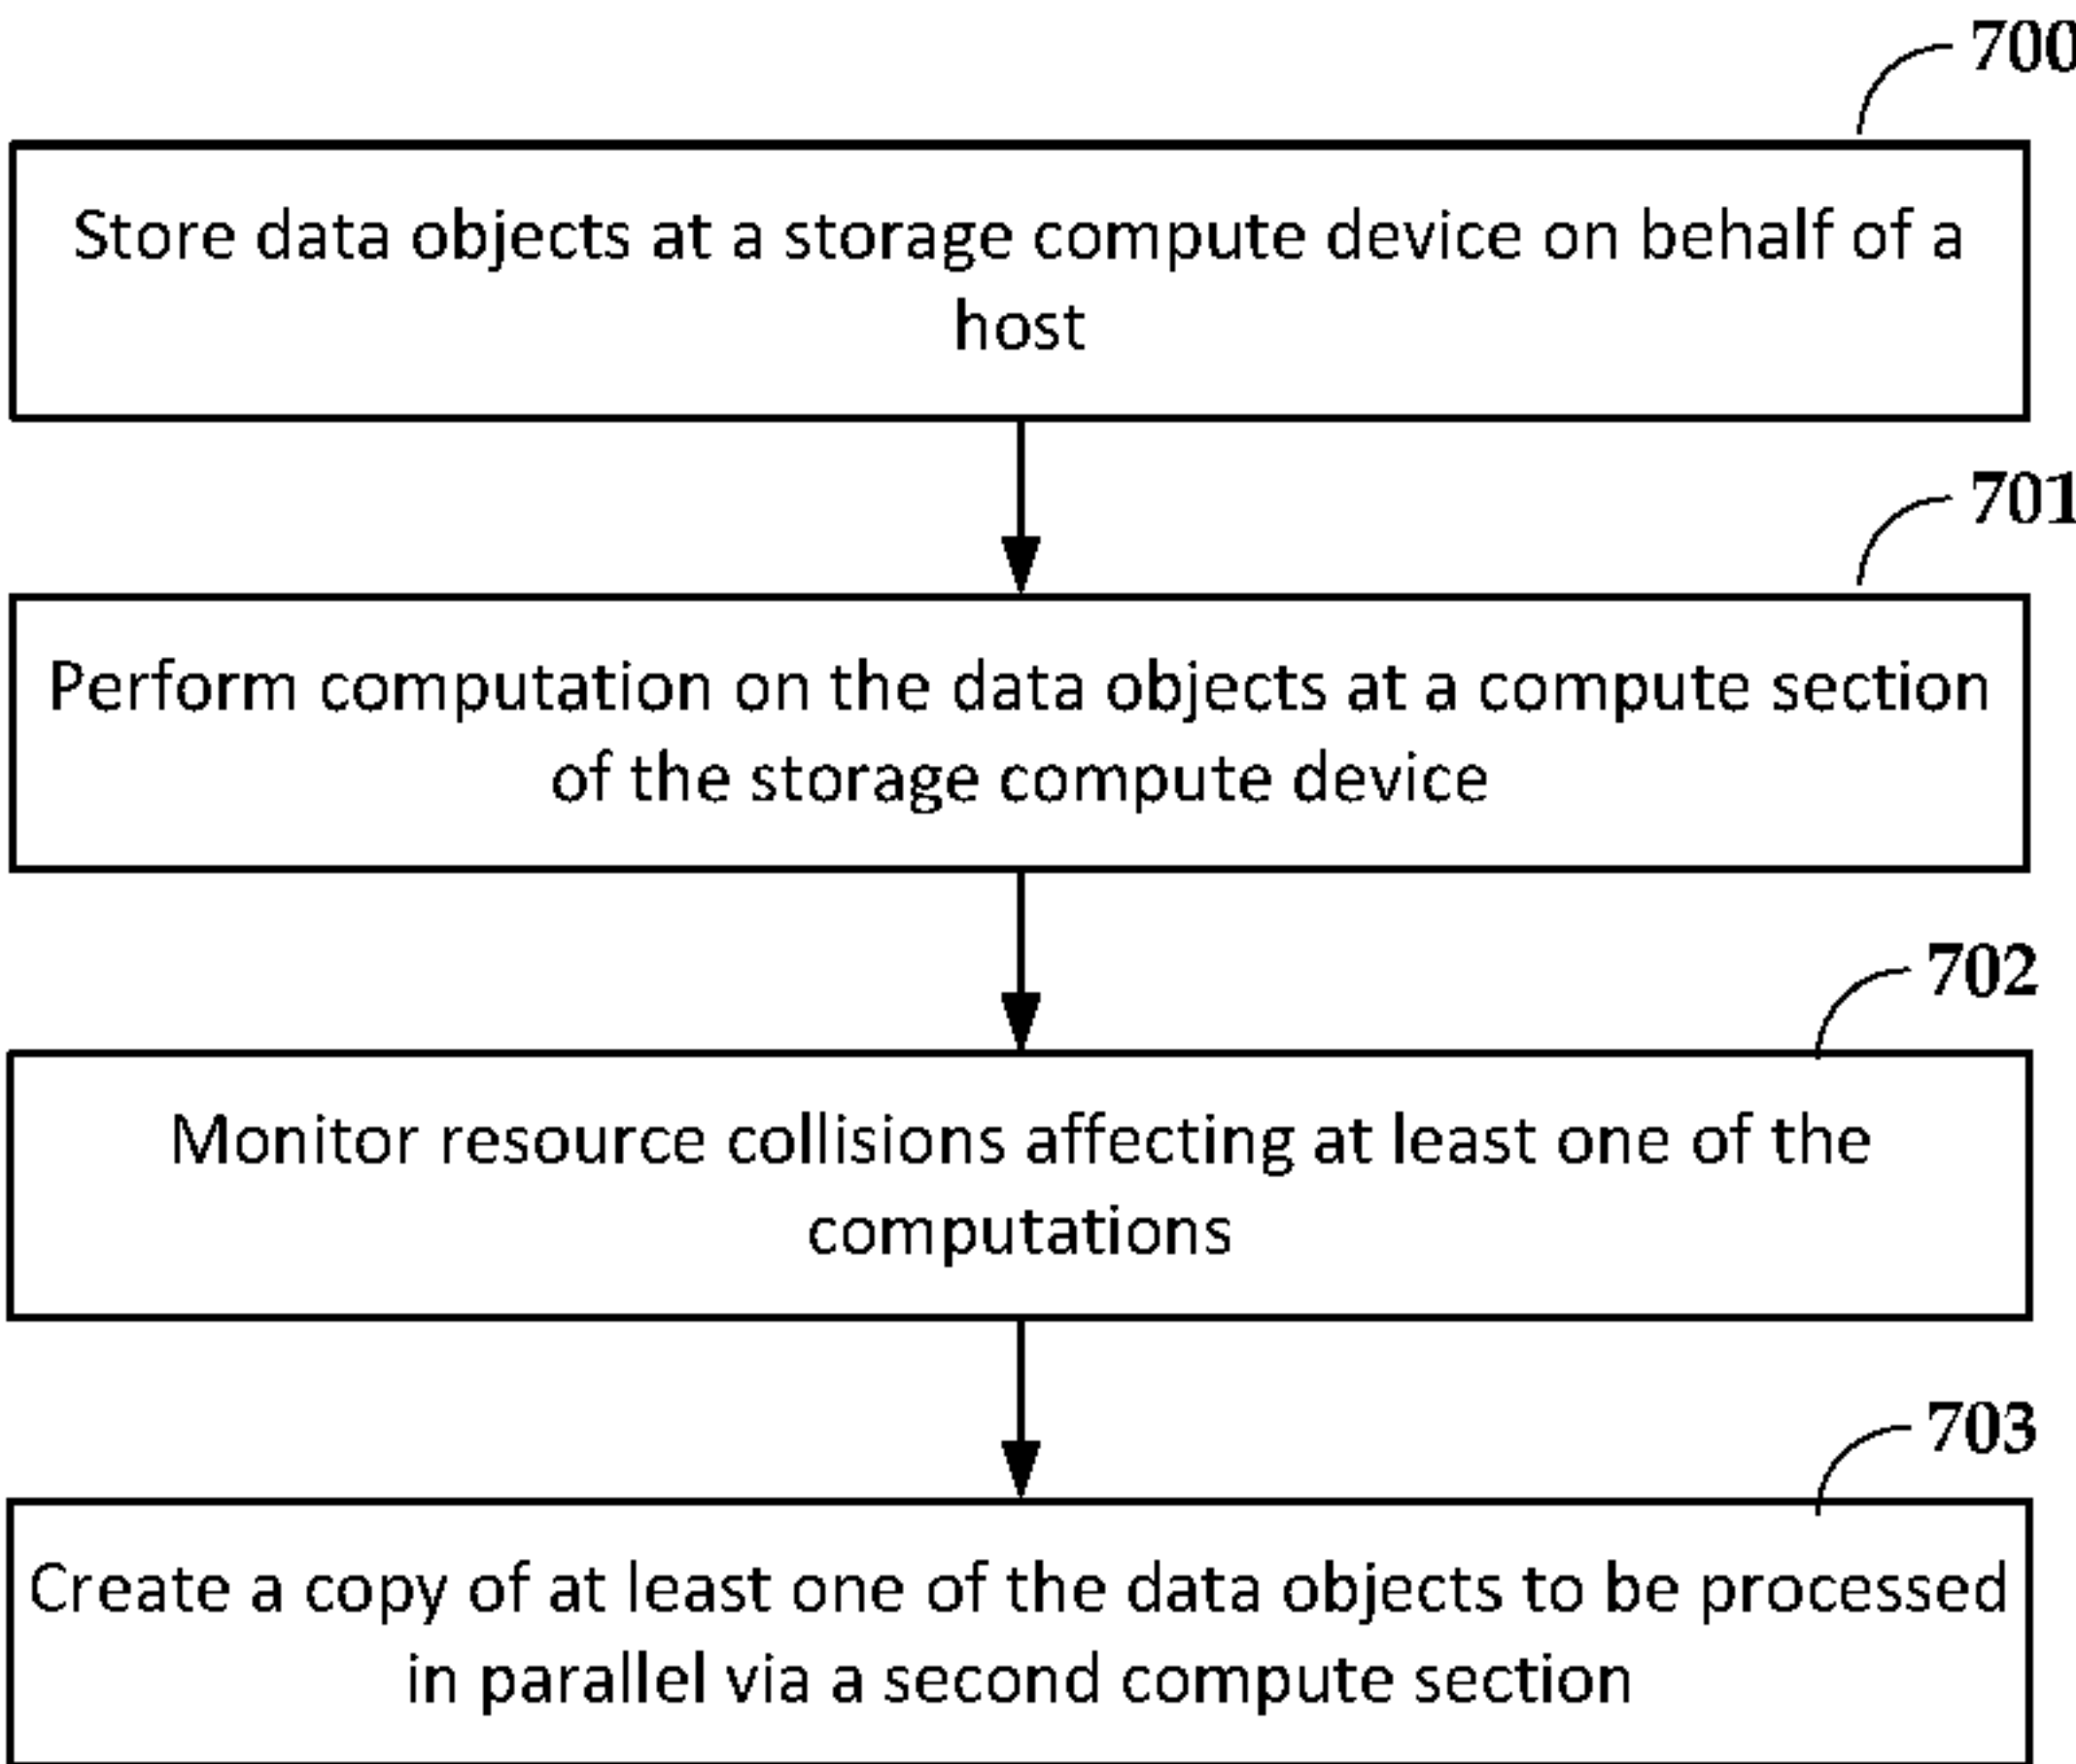 700
Store data objects at a storage compute device on behalf of a
host
701
Perform computation on the data objects at a compute section
of the storage compute device
702
Monitor resource collisions affecting at least one of the
computations
703
Create a copy of at least one of the data objects to be processed
in parallel via a second compute section